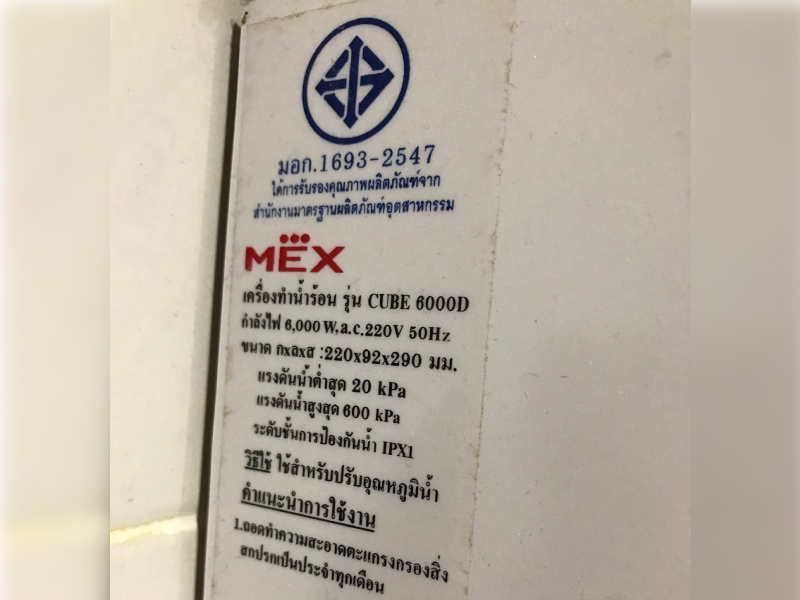 มอก.1693-2547
ได้การรับรองคุณภาพผลิตภัณฑ์จาก
สำนักงานมาตรฐานผลิตภัณฑ์อุตสาหกรรม
MEX
เครื่องทำน้ำร้อน รุ่น CUBE 6000D
กำลังไฟ 6,000 W,a.c.220V 50Hz
ขนาด กxลxส :220x92x290 มม.
แรงดันน้ำต่ำสุด 20 kPa
แรงดันน้ำสูงสุด 600 kPa
ระดับชั้นการป้องกันน้ำ IPX1
วิธีใช้ ใช้สำหรับปรับอุณหภูมิน้ำ
คำแนะนำการใช้งาน
1.ถอดทำความสะอาดตะแกรงกรองสิ่ง
สกปรกเป็นประจำทุกเดือน